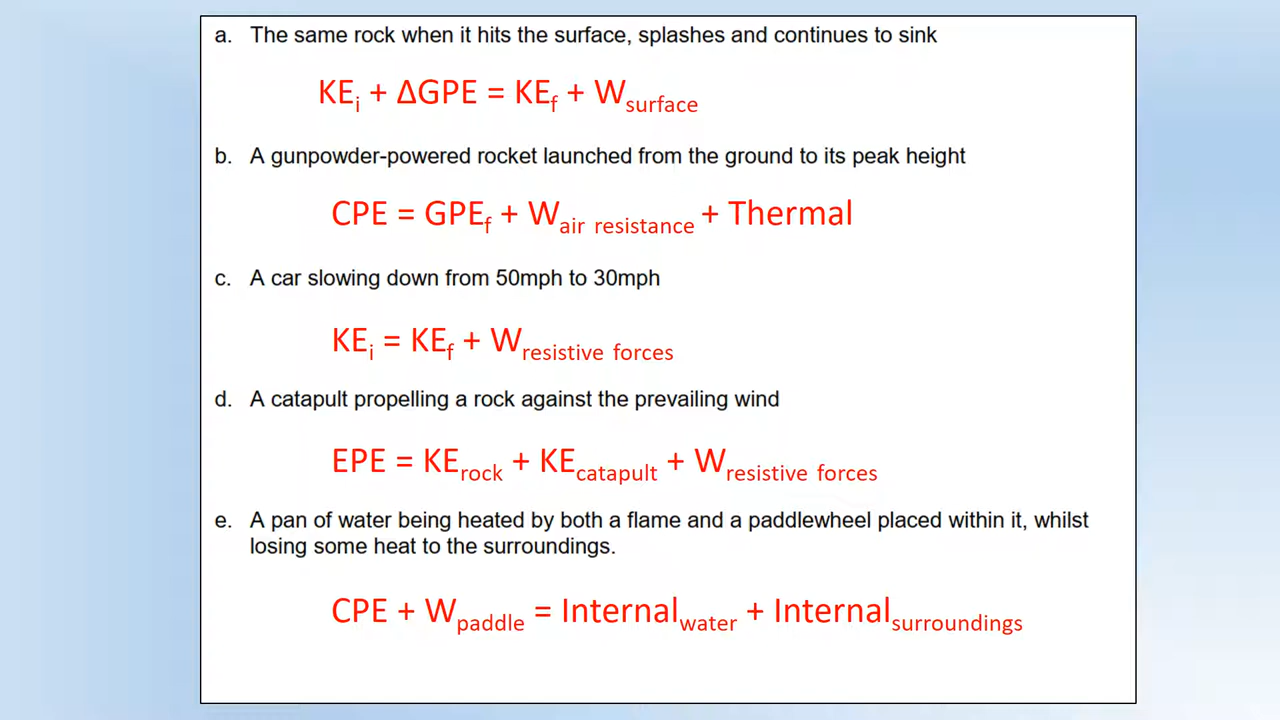 a. The same rock when it hits the surface, splashes and continues to sink
KEi + ΔGPE = KEf + Wsurface
b. A gunpowder-powered rocket launched from the ground to its peak height
CPE = GPEf + Wair resistance + Thermal
c. A car slowing down from 50mph to 30mph
KEi = KEf + Wresistive forces
d. A catapult propelling a rock against the prevailing wind
EPE = KErock + KEcatapult + Wresistive forces
e. A pan of water being heated by both a flame and a paddlewheel placed within it, whilst
losing some heat to the surroundings.
CPE + Wpaddle = Internalwater + Internalsurroundings